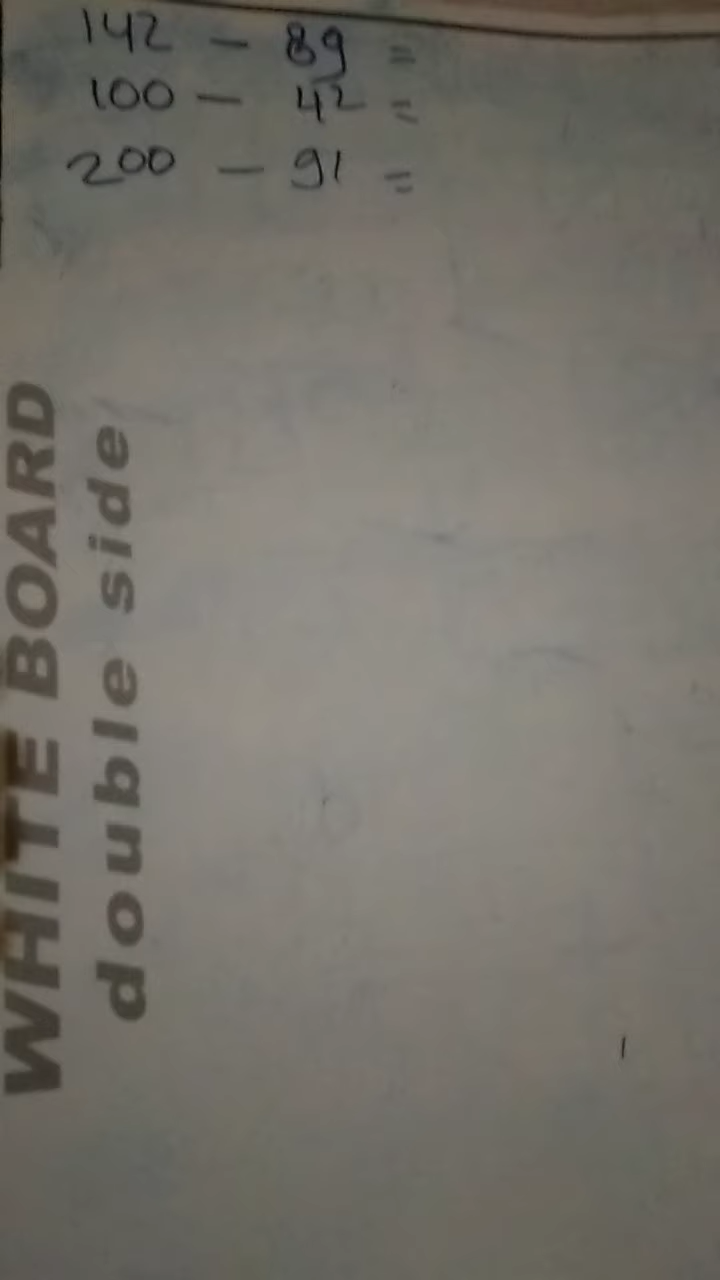 142 - 89 =
100 - 42 =
200 - 91 =
WHITE BOARD
double side